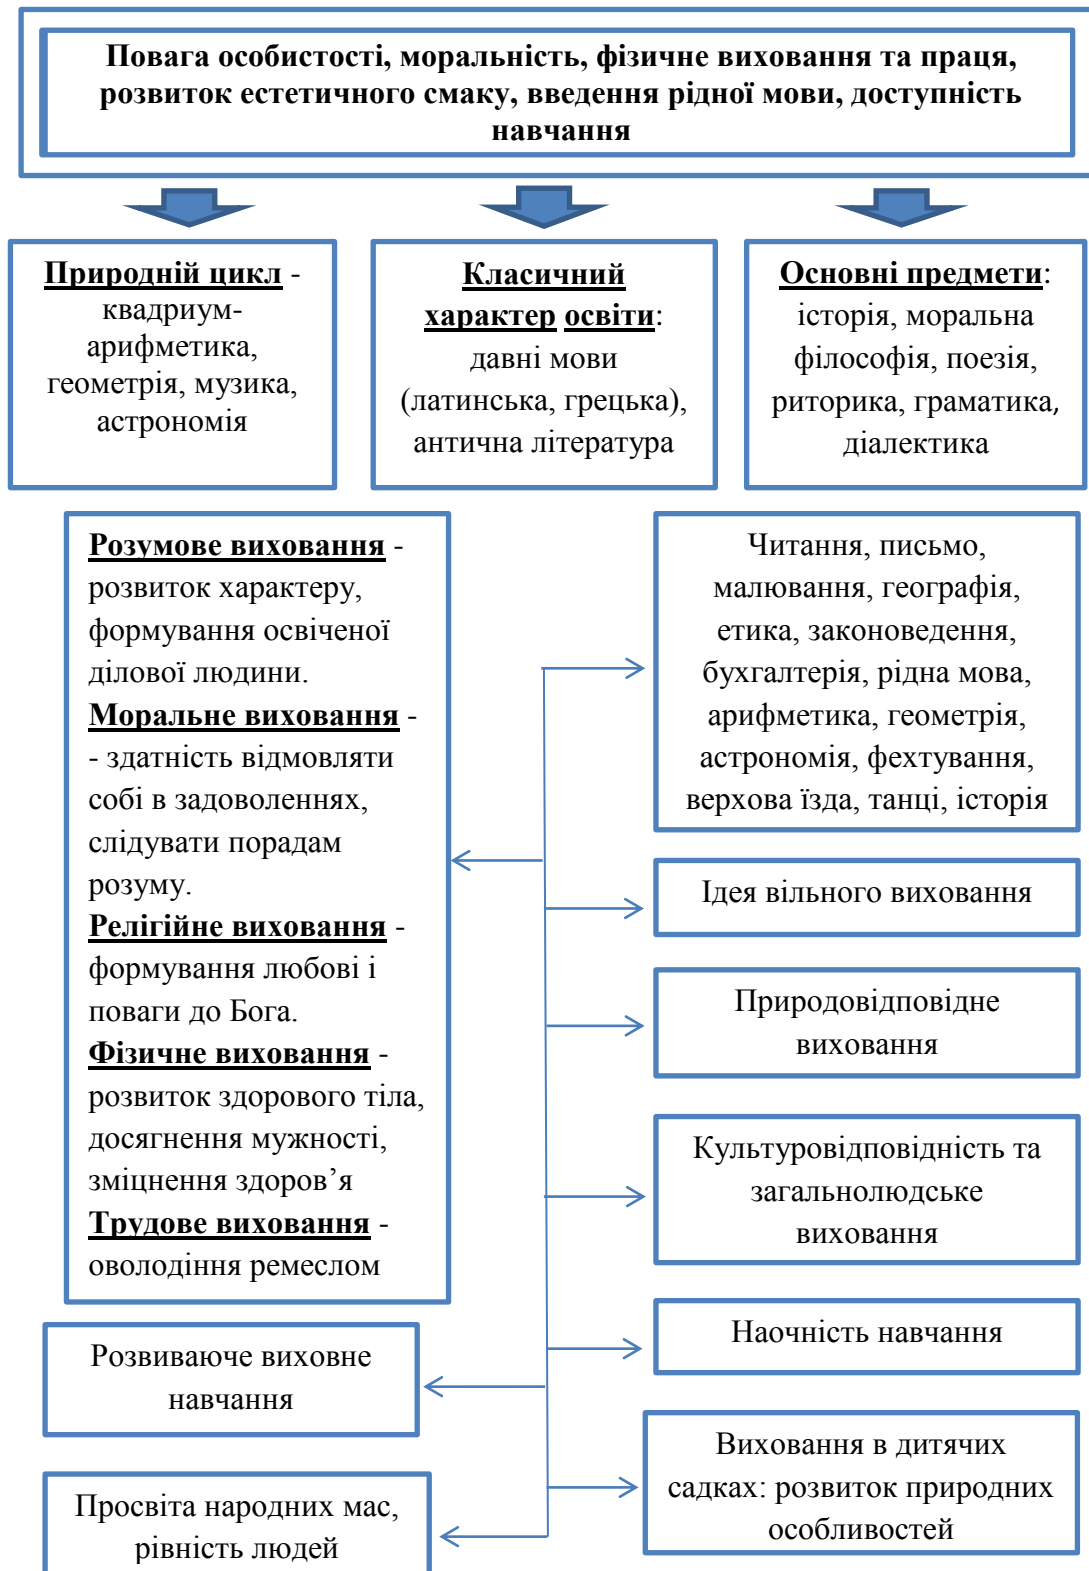 Повага особистості, моральність, фізичне виховання та праця,
розвиток естетичного смаку, введення рідної мови, доступність
навчання
Природній цикл -
квадриум-
арифметика,
геометрія, музика,
астрономія
Класичний
характер освіти:
давні мови
(латинська, грецька),
антична література
Основні предмети:
історія, моральна
філософія, поезія,
риторика, граматика,
діалектика
Розумове виховання -
розвиток характеру,
формування освіченої
ділової людини.
Моральне виховання -
- здатність відмовляти
собі в задоволеннях,
слідувати порадам
розуму.
Релігійне виховання -
формування любові і
поваги до Бога.
Фізичне виховання -
розвиток здорового тіла,
досягнення мужності,
зміцнення здоров’я
Трудове виховання -
оволодіння ремеслом
Читання, письмо,
малювання, географія,
етика, законоведення,
бухгалтерія, рідна мова,
арифметика, геометрія,
астрономія, фехтування,
верхова їзда, танці, історія
Ідея вільного виховання
Природовідповідне
виховання
Культуровідповідність та
загальнолюдське
виховання
Наочність навчання
Розвиваюче виховне
навчання
Виховання в дитячих
садках: розвиток природних
особливостей
Просвіта народних мас,
рівність людей